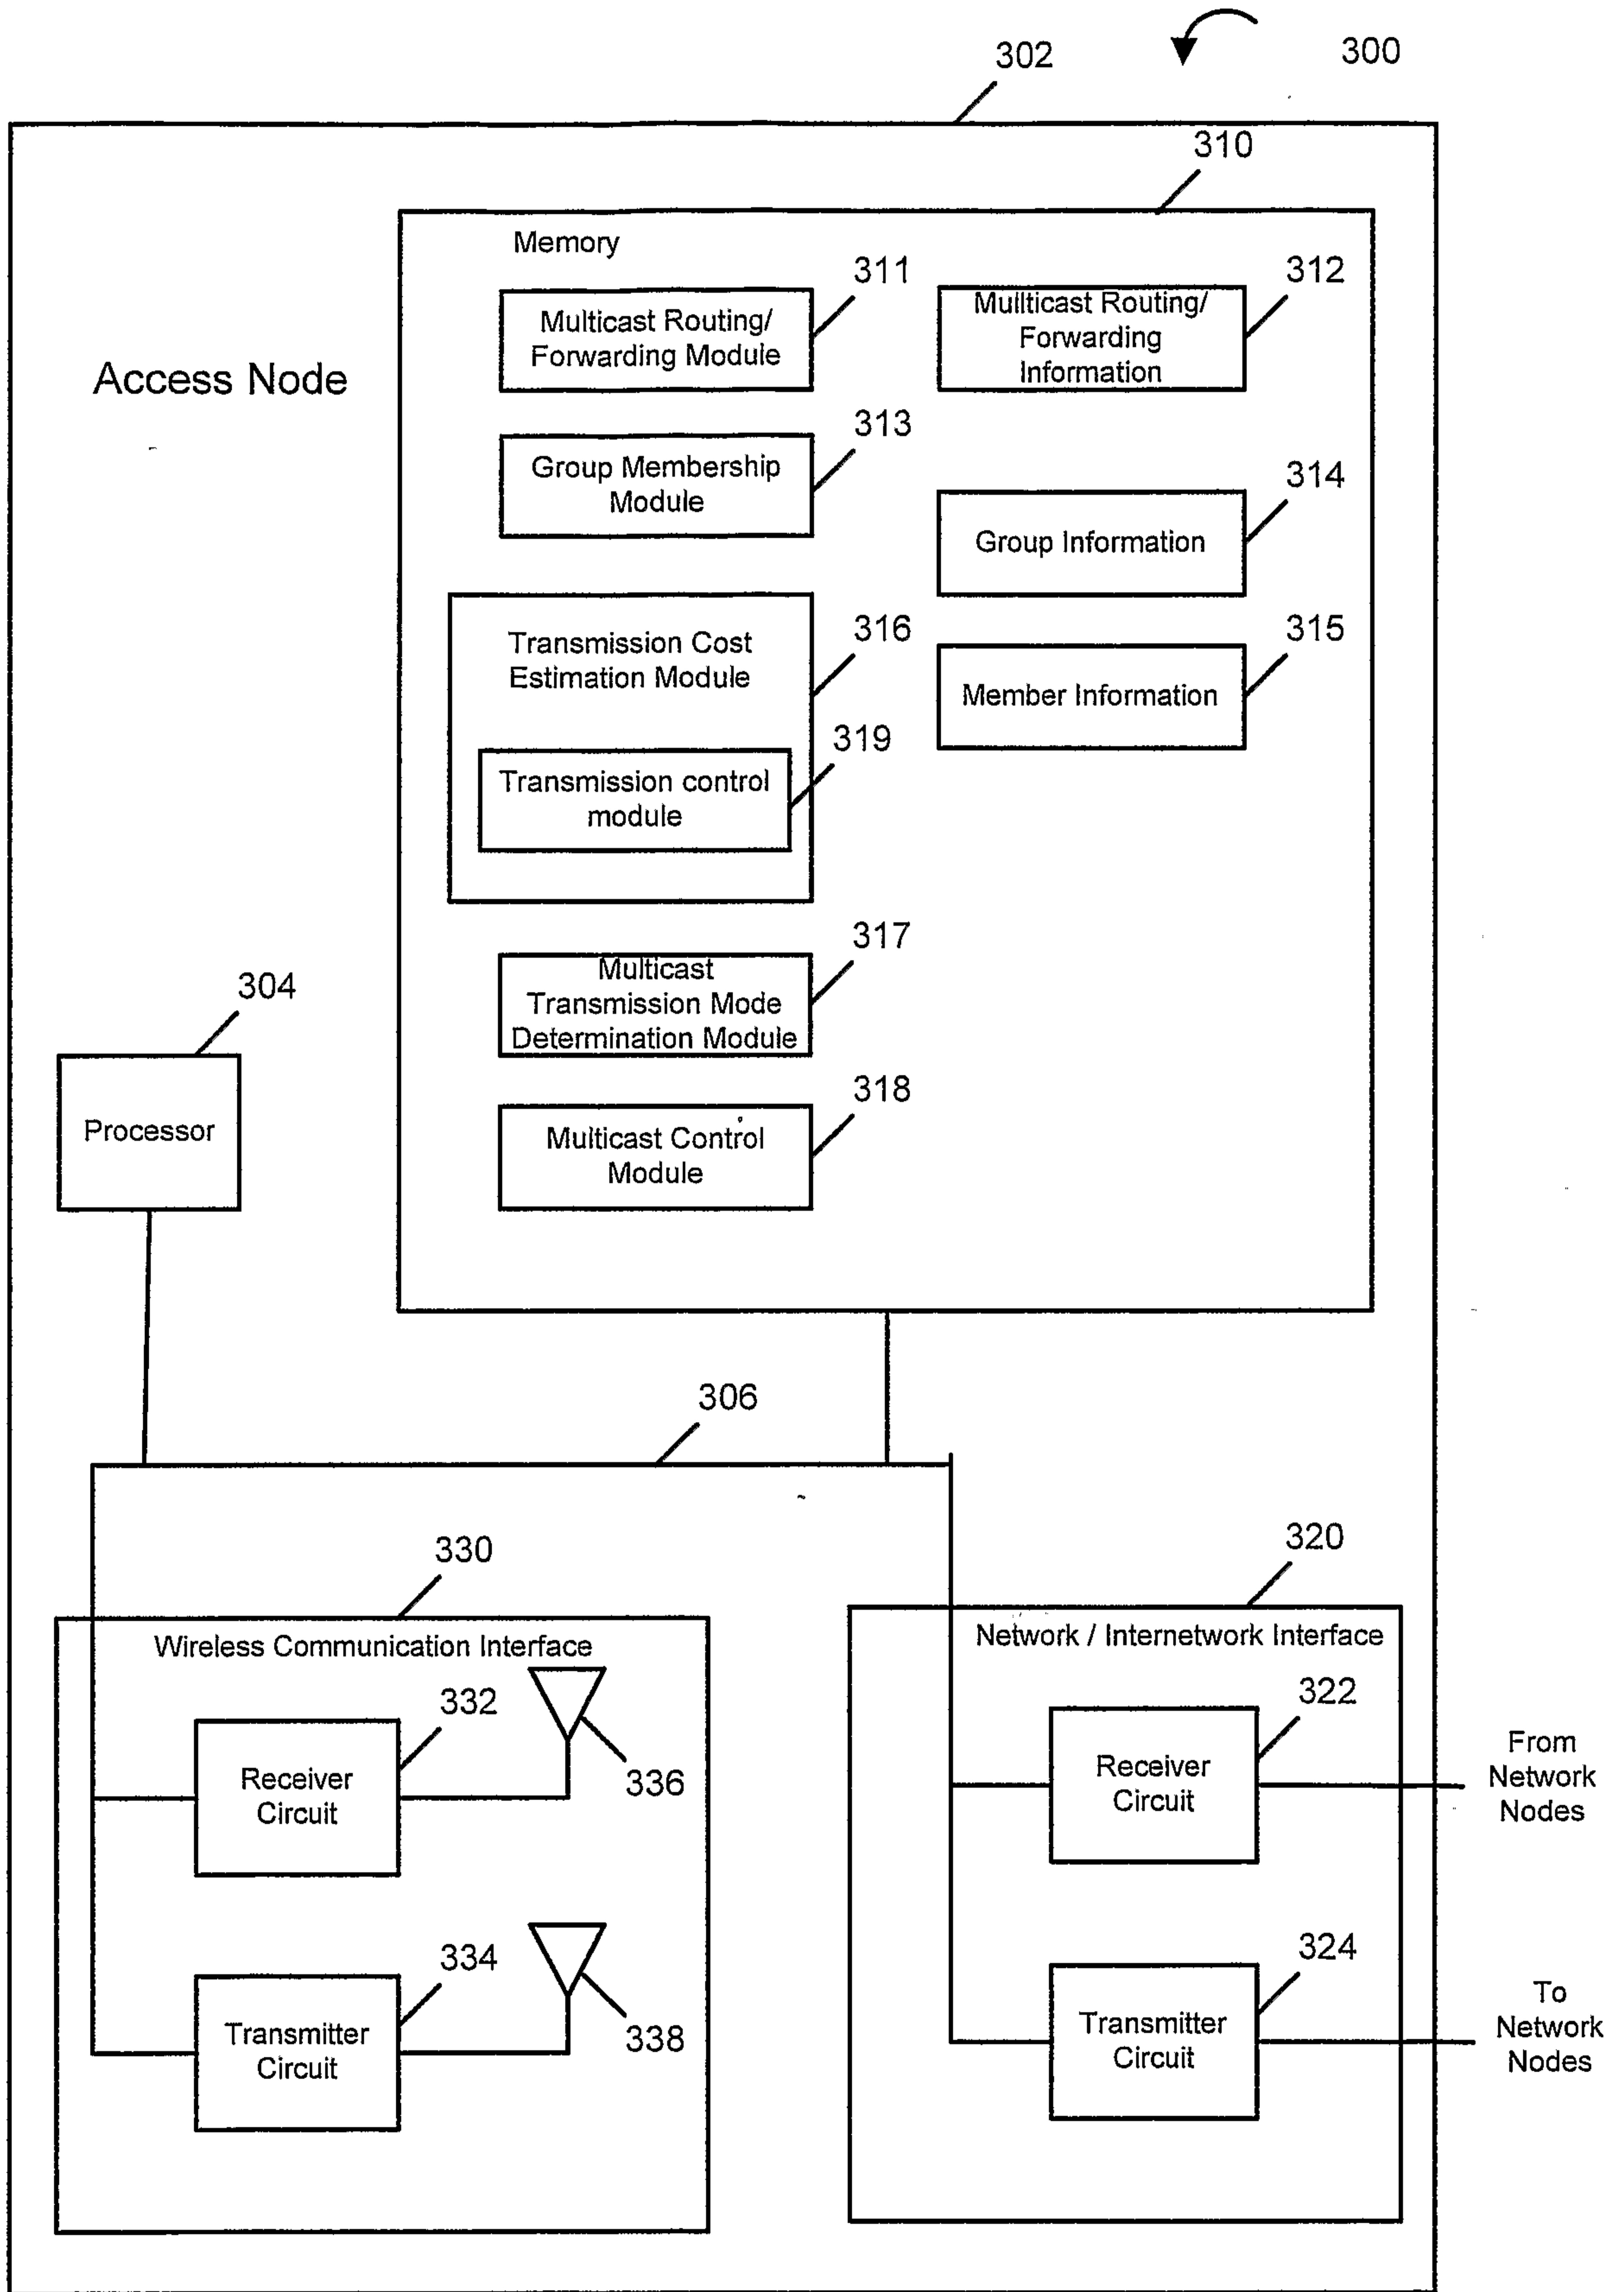 300
302
310
Memory
311
312
Multicast Routing/
Forwarding Module
Mullticast Routing/
Forwarding
Information
Access Node
313
Group Membership
Module
314
Group Information
316
315
Transmission Cost
Estimation Module
Member Information
319
Transmission control
module
317
Multicast
Transmission Mode
Determination Module
304
Processor
318
Multicast Control
Module
306
330
320
Wireless Communication Interface
Network / Internetwork Interface
332
322
Receiver
Circuit
336
Receiver
Circuit
From
Network
Nodes
334
324
Transmitter
Circuit
338
Transmitter
Circuit
To
Network
Nodes